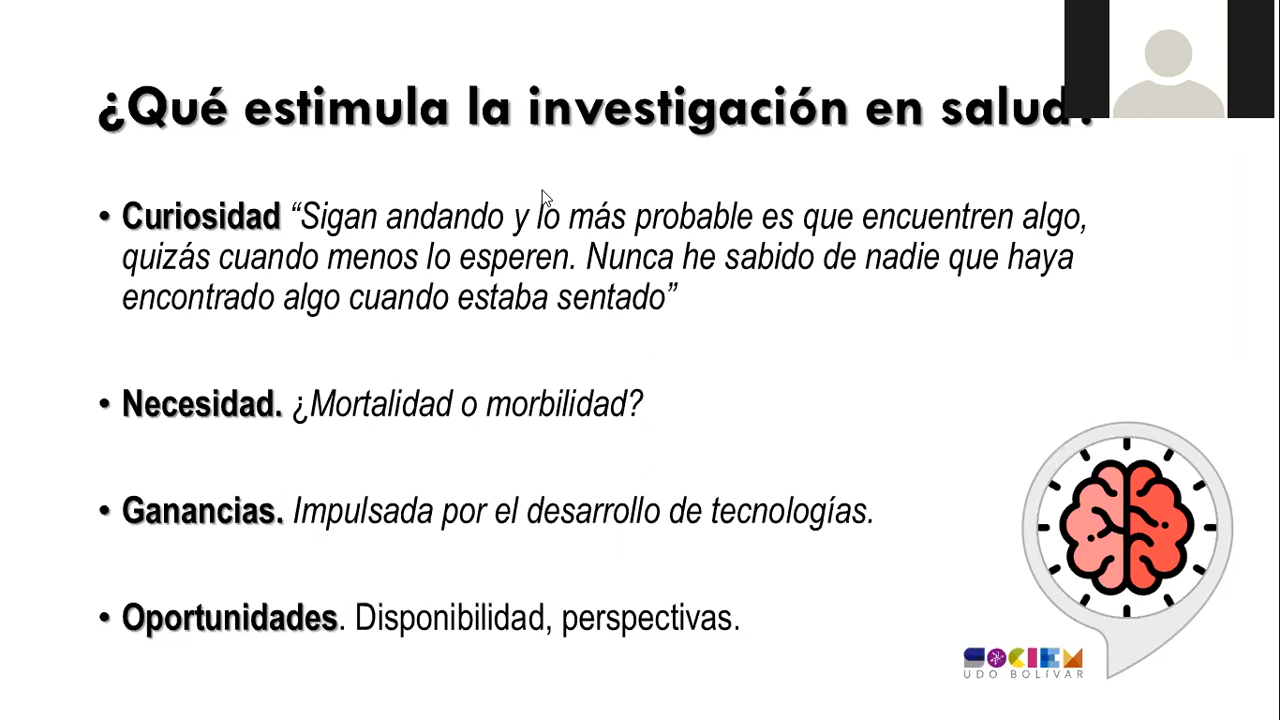 ¿Qué estimula la investigación en salud?
• Curiosidad “Sigan andando y lo más probable es que encuentren algo,
quizás cuando menos lo esperen. Nunca he sabido de nadie que haya
encontrado algo cuando estaba sentado”
• Necesidad. ¿Mortalidad o morbilidad?
• Ganancias. Impulsada por el desarrollo de tecnologías.
• Oportunidades. Disponibilidad, perspectivas.
SOCIEM
UDO BOLÍVAR